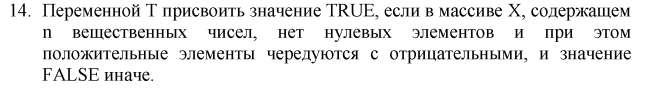 14. Переменной T присвоить значение TRUE, если в массиве X, содержащем
n вещественных чисел, нет нулевых элементов и при этом
положительные элементы чередуются с отрицательными, и значение
FALSE иначе.